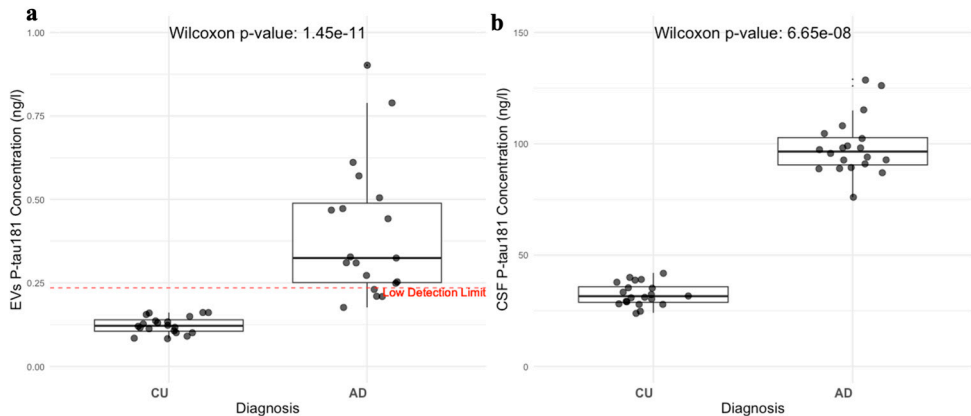 a
Wilcoxon p-value: 1.45e-11
EVs P-tau181 Concentration (ng/l)
1.00
0.75
0.50
0.25
0.00
Low Detection Limit
CU
AD
Diagnosis
b
Wilcoxon p-value: 6.65e-08
CSF P-tau181 Concentration (ng/l)
150
100
50
0
CU
AD
Diagnosis